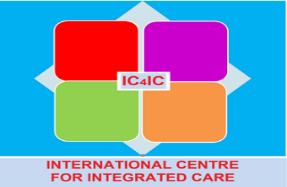 IC4IC
INTERNATIONAL CENTRE
FOR INTEGRATED CARE